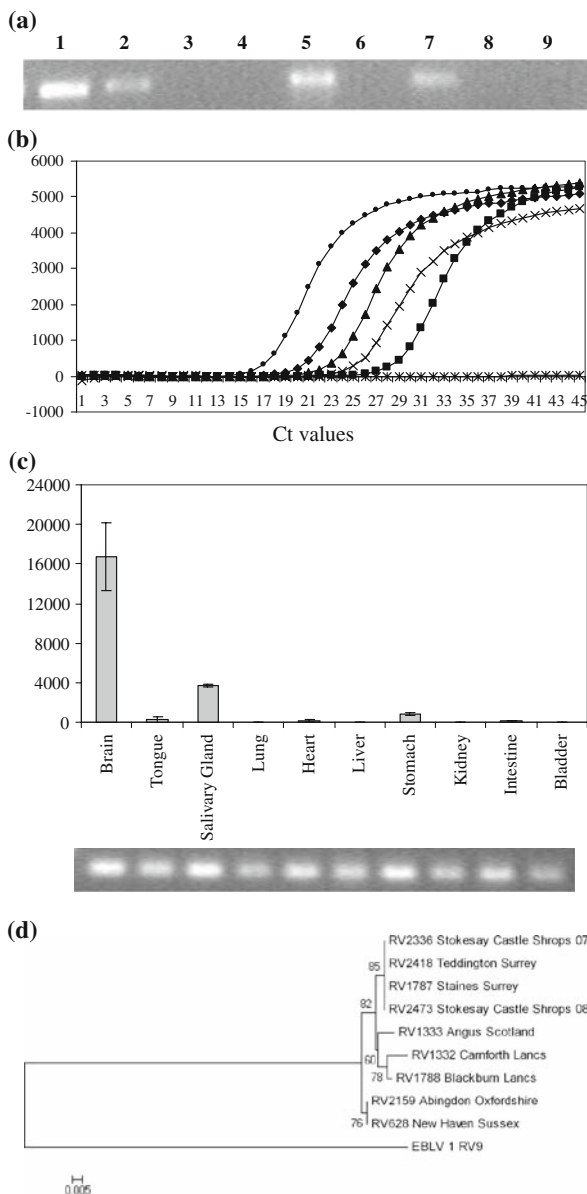 (a)
1 2 3 4 5 6 7 8 9
(b)
6000
5000
4000
3000
2000
1000
0
-1000
1 3 5 7 9 11 13 15 17 19 21 23 25 27 29 31 33 35 37 39 41 43 45
Ct values
(c)
24000
20000
16000
12000
8000
4000
0
Brain
Tongue
Salivary Gland
Lung
Heart
Liver
Stomach
Kidney
Intestine
Bladder
(d)
RV2336 Stokesay Castle Shrops 07
85
RV2418 Teddington Surrey
RV1787 Staines Surrey
82
RV2473 Stokesay Castle Shrops 08
RV1333 Angus Scotland
60
RV1332 Carnforth Lancs
78
RV1788 Blackburn Lancs
RV2159 Abingdon Oxfordshire
76
RV628 New Haven Sussex
EBLV 1 RV9
0.005